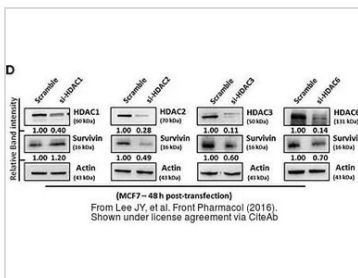 D
Scramble si-HDAC1 Scramble si-HDAC2 Scramble si-HDAC3 Scramble si-HDAC6
HDAC1 (60 kDa) HDAC2 (70 kDa) HDAC3 (50 kDa) HDAC6 (131 kDa)
1.00 0.40 1.00 0.28 1.00 0.11 1.00 0.14
Survivin (16 kDa) Survivin (16 kDa) Survivin (16 kDa) Survivin (16 kDa)
1.00 1.20 1.00 0.49 1.00 0.60 1.00 0.70
Actin (43 kDa) Actin (43 kDa) Actin (43 kDa) Actin (43 kDa)
Relative Band intensity
(MCF7 – 48 h post-transfection)
From Lee JY, et al. Front Pharmacol (2016).
Shown under license agreement via CiteAb